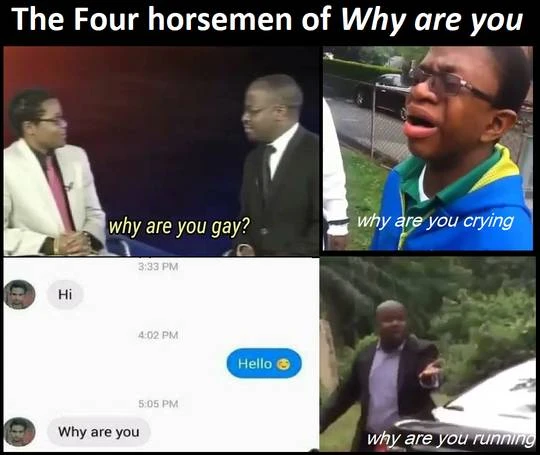 The Four horsemen of Why are you
why are you gay?
why are you crying
3:33 PM
Hi
4:02 PM
Hello 😊
5:05 PM
Why are you
why are you running